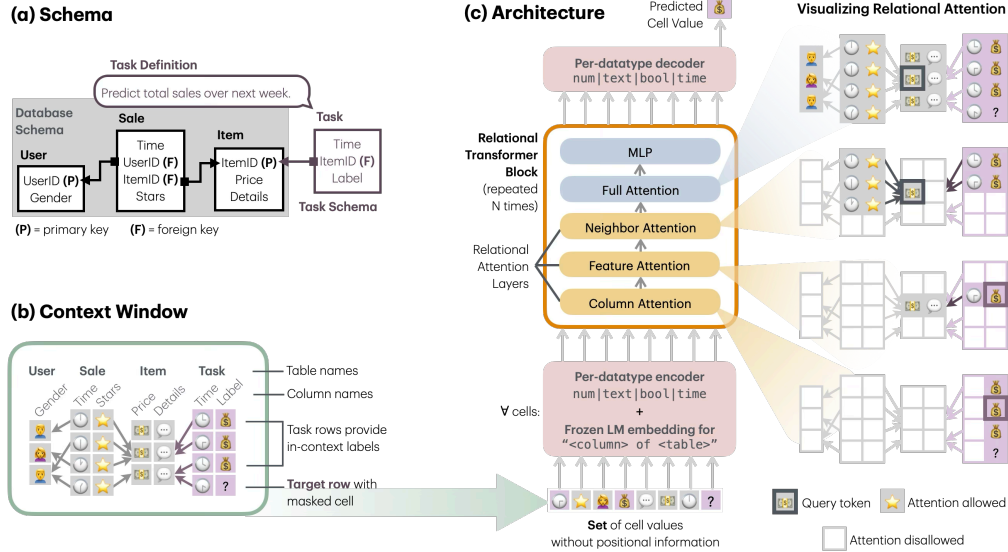 (a) Schema
Task Definition
Predict total sales over next week.
Database
Schema
Sale
Time
UserID (F)
ItemID (F)
Stars
User
UserID (P)
Gender
Item
ItemID (P)
Price
Details
Task
Time
ItemID (F)
Label
Task Schema
(P) = primary key
(F) = foreign key
(b) Context Window
User
Sale
Item
Task
Gender
Time
Stars
Price
Details
Time
Label
?
Table names
Column names
Task rows provide
in-context labels
Target row with
masked cell
(c) Architecture
Predicted
Cell Value
Per-datatype decoder
num|text|bool|time
Relational
Transformer
Block
(repeated
N times)
MLP
Full Attention
Neighbor Attention
Feature Attention
Column Attention
Relational
Attention
Layers
∀ cells:
Per-datatype encoder
num|text|bool|time
+
Frozen LM embedding for
“<column> of <table>”
?
Set of cell values
without positional information
Visualizing Relational Attention
?
?
Query token
Attention allowed
Attention disallowed